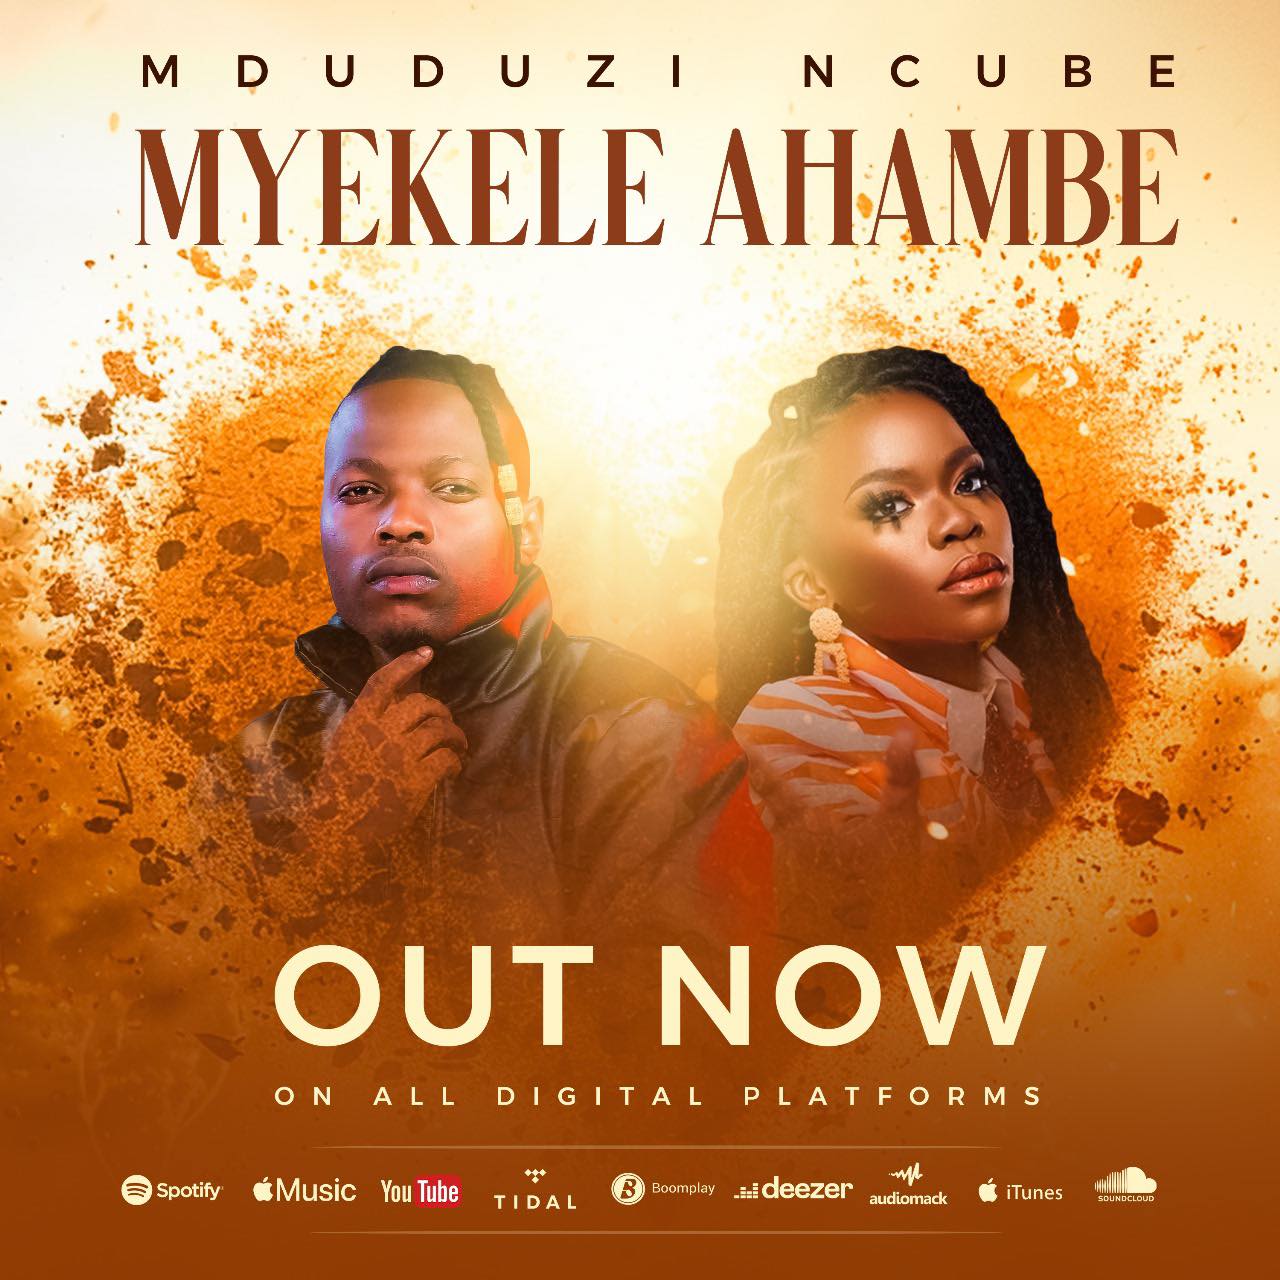 MDUDUZI NCUBE
MYEKELE AHAMBE
OUT NOW
ON ALL DIGITAL PLATFORMS
Spotify Music YouTube TIDAL Boomplay deezer audiomack iTunes SOUNDCLOUD